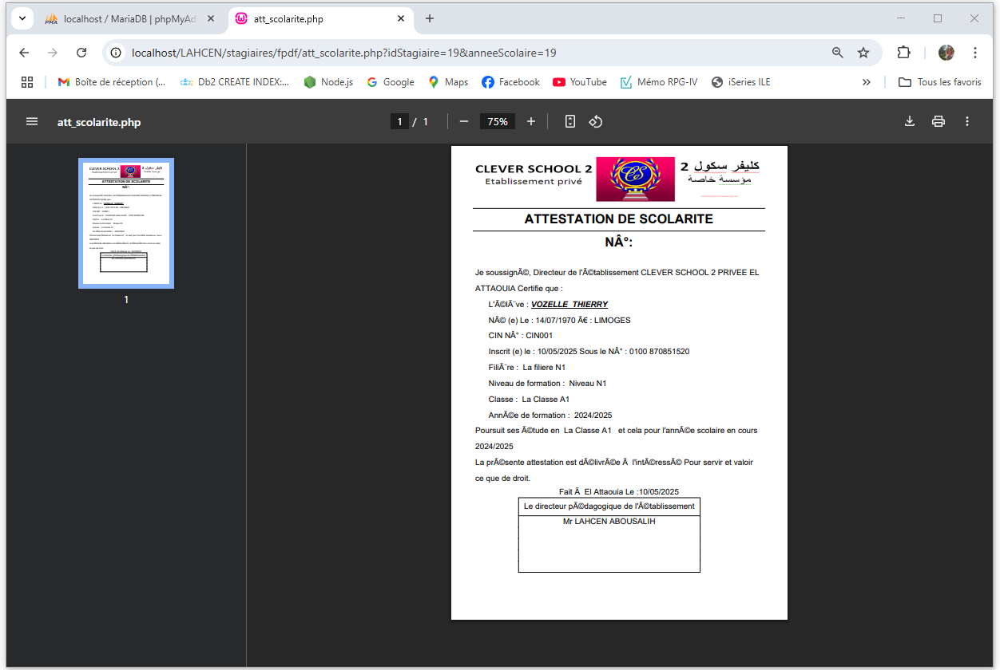 localhost / MariaDB | phpMyAd
att_scolarite.php
localhost/LAHCEN/stagiaires/fpdf/att_scolarite.php?idStagiaire=19&anneeScolaire=19
Boîte de réception (...
Db2 CREATE INDEX:...
Node.js
Google
Maps
Facebook
YouTube
Mémo RPG-IV
iSeries ILE
Tous les favoris
att_scolarite.php
1 / 1
75%
1
CLEVER SCHOOL 2
Etablissement privé
كليفر سكول 2
مؤسسة خاصة
ATTESTATION DE SCOLARITE
NÂ°:
Je soussignÃ©, Directeur de l'Ã©tablissement CLEVER SCHOOL 2 PRIVEE EL
ATTAOUIA Certifie que :
L'Ã©lÃ¨ve : VOZELLE THIERRY
NÃ© (e) Le : 14/07/1970 Ã€ : LIMOGES
CIN NÂ° : CIN001
Inscrit (e) le : 10/05/2025 Sous le NÂ° : 0100 870851520
FiliÃ¨re : La filiere N1
Niveau de formation : Niveau N1
Classe : La Classe A1
AnnÃ©e de formation : 2024/2025
Poursuit ses Ã©tude en La Classe A1 et cela pour l'annÃ©e scolaire en cours
2024/2025
La prÃ©sente attestation est dÃ©livrÃ©e Ã l'intÃ©ressÃ© Pour servir et valoir
ce que de droit.
Fait Ã El Attaouia Le :10/05/2025
Le directeur pÃ©dagogique de l'Ã©tablissement
Mr LAHCEN ABOUSALIH